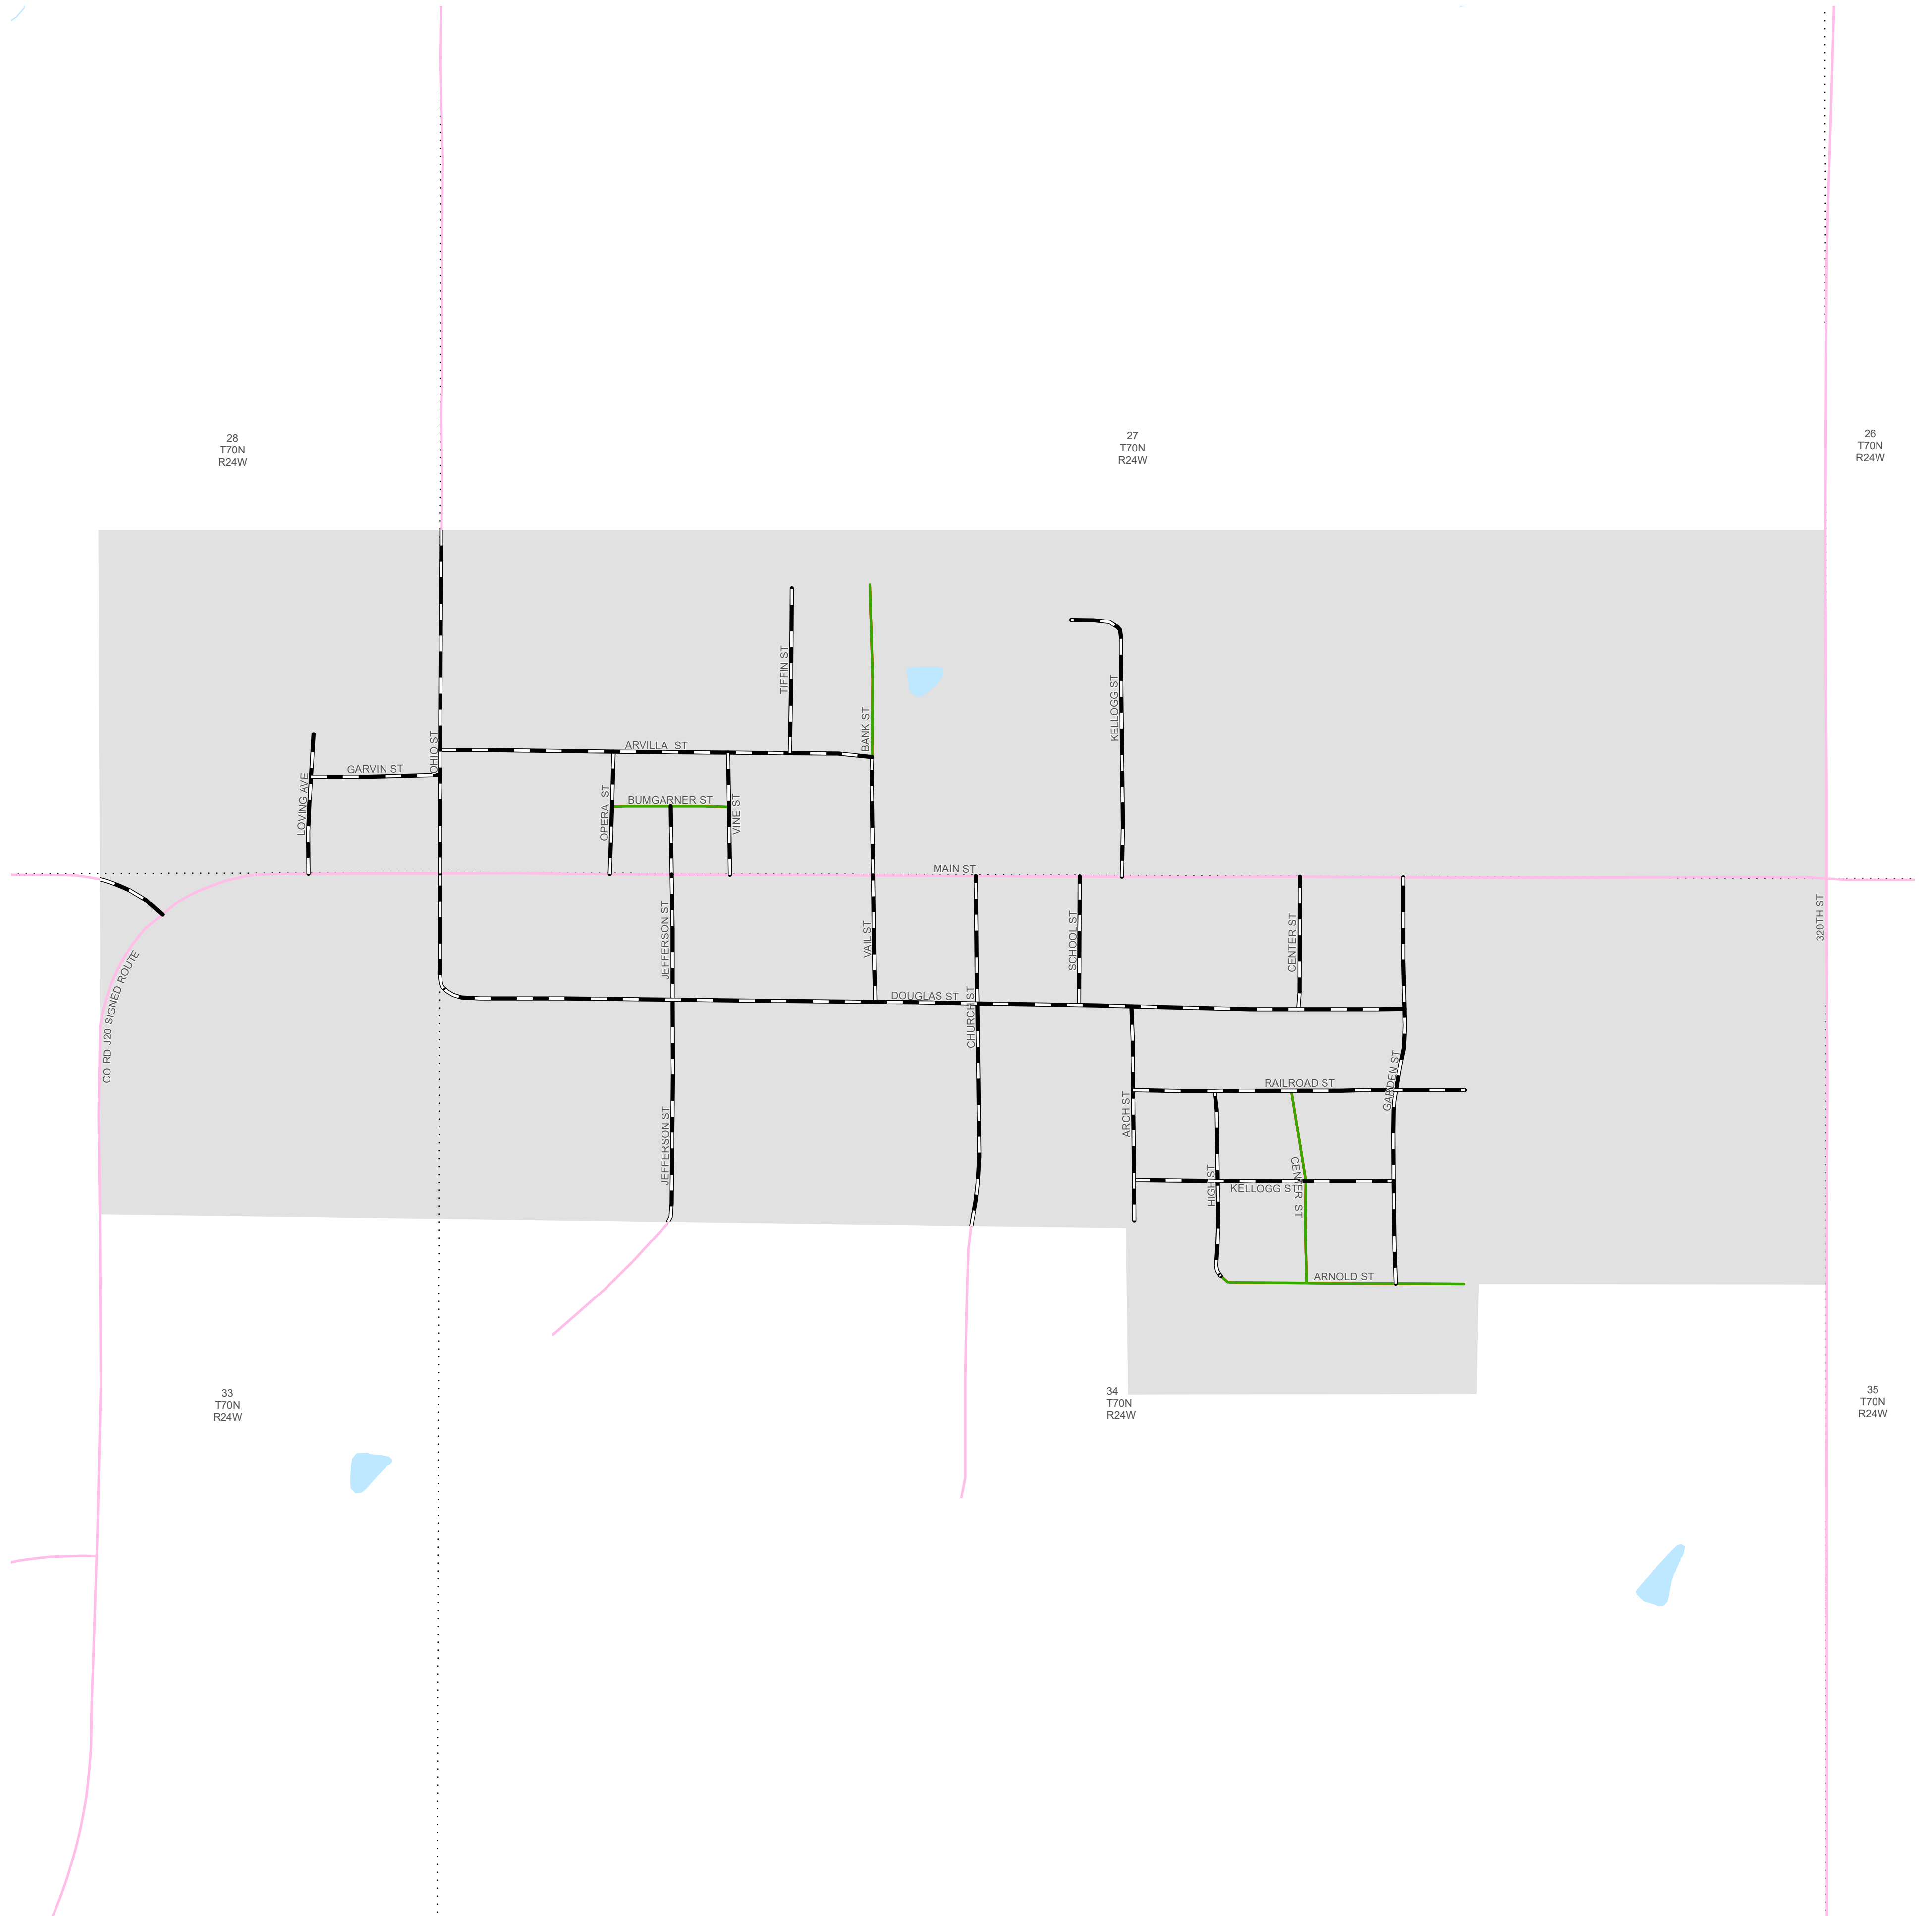 28
T70N
R24W
27
T70N
R24W
26
T70N
R24W
TIFFIN ST
KELLOGG ST
BANK ST
OHIO ST
ARVILLA  ST
GARVIN ST
LOVING AVE
OPERA  ST
BUMGARNER ST
VINE ST
MAIN ST
JEFFERSON ST
VAIL ST
SCHOOL ST
CENTER ST
320TH ST
CO RD J20 SIGNED ROUTE
DOUGLAS ST
CHURCH ST
RAILROAD ST
GARDEN ST
ARCH ST
JEFFERSON ST
HIGH ST
CENTER  ST
KELLOGG ST
ARNOLD ST
33
T70N
R24W
34
T70N
R24W
35
T70N
R24W